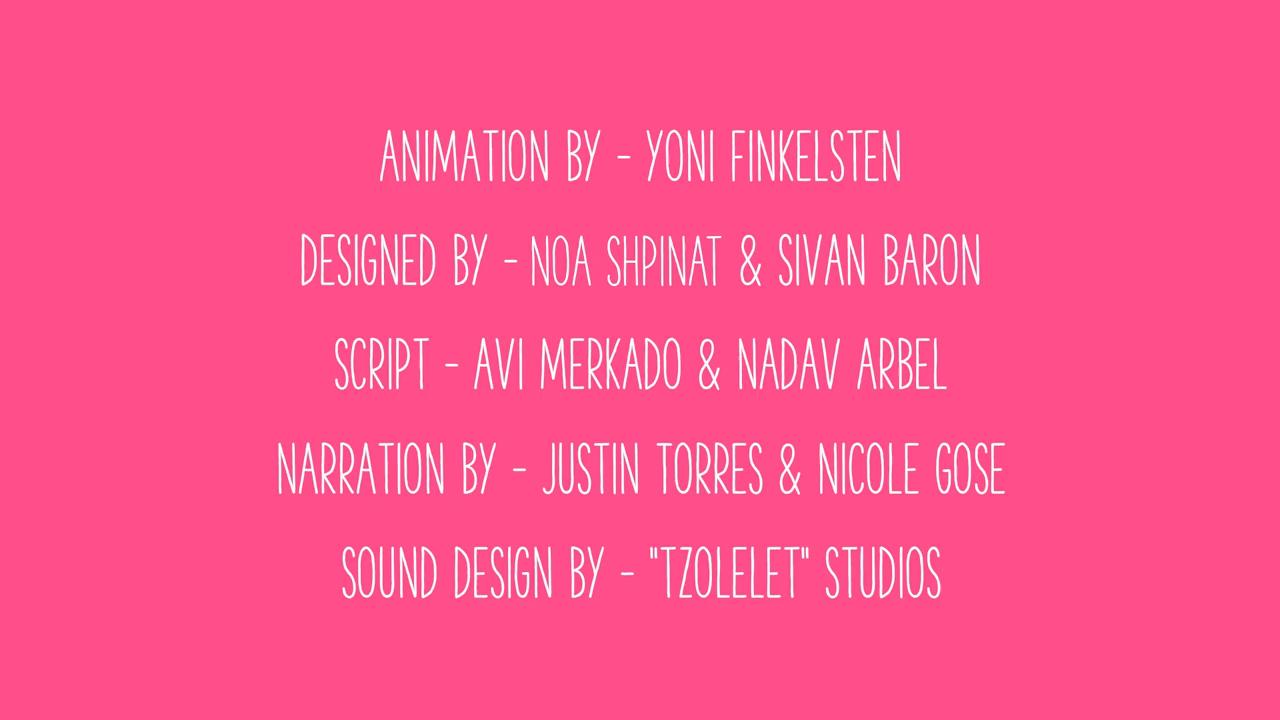 ANIMATION BY - YONI FINKELSTEN
DESIGNED BY - NOA SHPINAT & SIVAN BARON
SCRIPT - AVI MERKADO & NADAV ARBEL
NARRATION BY - JUSTIN TORRES & NICOLE GOSE
SOUND DESIGN BY - "TZOLELET" STUDIOS